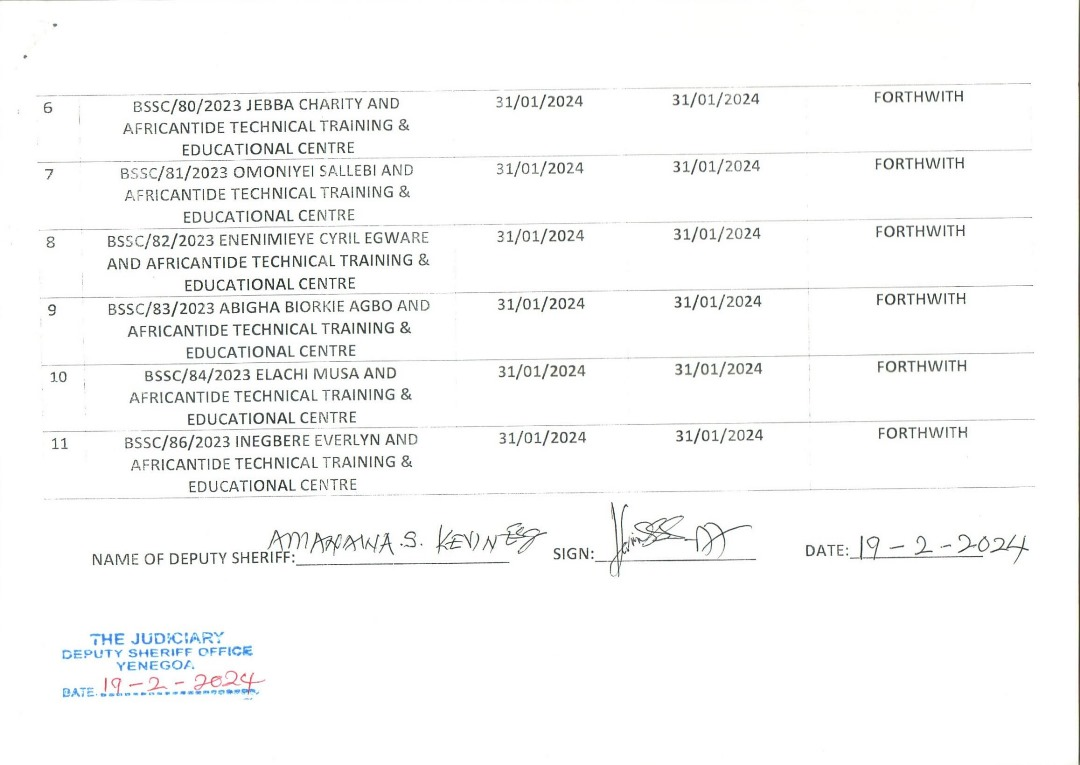 6 BSSC/80/2023 JEBBA CHARITY AND 31/01/2024 31/01/2024 FORTHWITH
AFRICANTIDE TECHNICAL TRAINING &
EDUCATIONAL CENTRE
7 BSSC/81/2023 OMONIYEI SALLEBI AND 31/01/2024 31/01/2024 FORTHWITH
AFRICANTIDE TECHNICAL TRAINING &
EDUCATIONAL CENTRE
8 BSSC/82/2023 ENENIMIEYE CYRIL EGWARE 31/01/2024 31/01/2024 FORTHWITH
AND AFRICANTIDE TECHNICAL TRAINING &
EDUCATIONAL CENTRE
9 BSSC/83/2023 ABIGHA BIORKIE AGBO AND 31/01/2024 31/01/2024 FORTHWITH
AFRICANTIDE TECHNICAL TRAINING &
EDUCATIONAL CENTRE
10 BSSC/84/2023 ELACHI MUSA AND 31/01/2024 31/01/2024 FORTHWITH
AFRICANTIDE TECHNICAL TRAINING &
EDUCATIONAL CENTRE
11 BSSC/86/2023 INEGBERE EVERLYN AND 31/01/2024 31/01/2024 FORTHWITH
AFRICANTIDE TECHNICAL TRAINING &
EDUCATIONAL CENTRE
NAME OF DEPUTY SHERIFF: S. KEVIN Esq SIGN: DATE: 19-2-2024
THE JUDICIARY
DEPUTY SHERIFF OFFICE
YENEGOA
DATE 19-2-2024